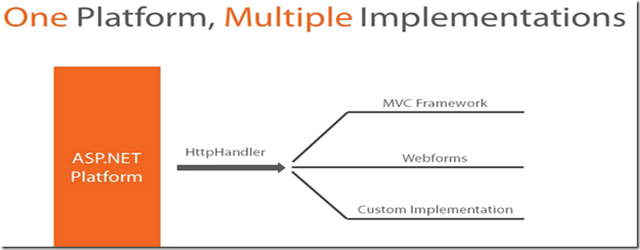 One Platform, Multiple Implementations
ASP.NET
Platform
HttpHandler
MVC Framework
Webforms
Custom Implementation